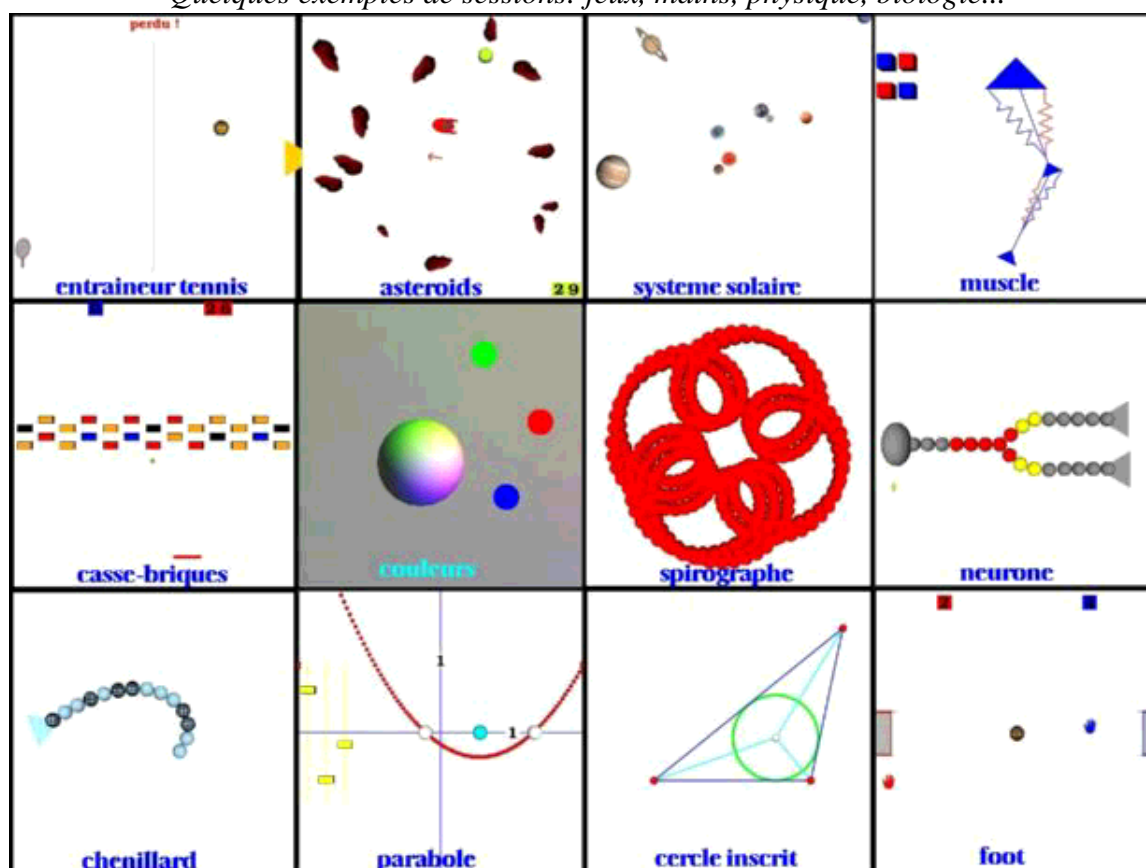 Quelques exemples de sessions: jeux, mains, physique, biologie...
perdu !
entraineur tennis
asteroids
29
systeme solaire
muscle
casse-briques
couleurs
spirographe
neurone
chenillard
1
1
parabole
cercle inscrit
2
foot